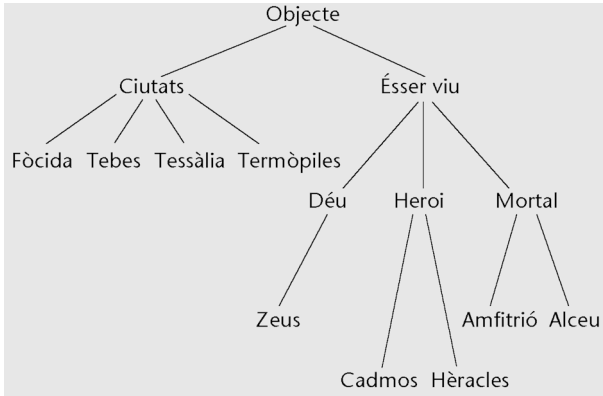 Objecte
Ciutats Ésser viu
Fòcida Tebes Tessàlia Termòpiles
Déu Heroi Mortal
Zeus Amfitrió Alceu
Cadmos Hèracles